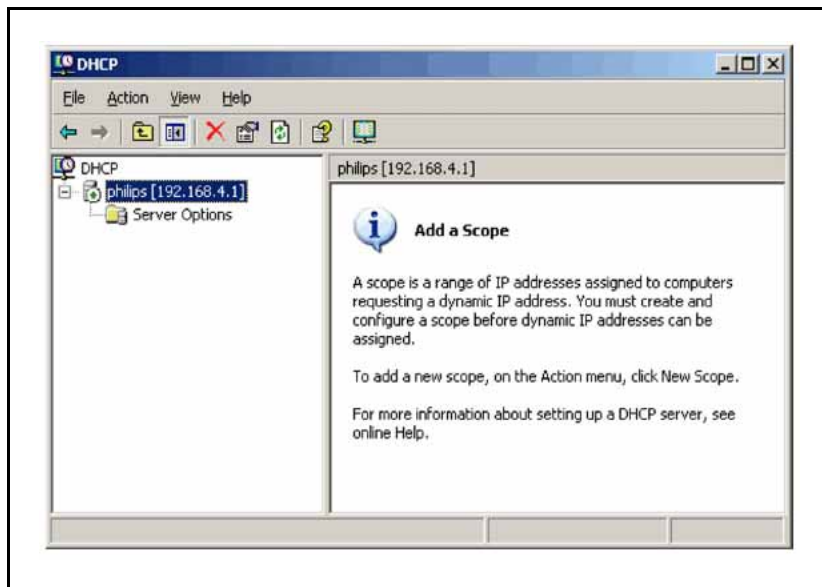 DHCP
File Action View Help
DHCP
philips [192.168.4.1]
Server Options
philips [192.168.4.1]
Add a Scope
A scope is a range of IP addresses assigned to computers
requesting a dynamic IP address. You must create and
configure a scope before dynamic IP addresses can be
assigned.
To add a new scope, on the Action menu, click New Scope.
For more information about setting up a DHCP server, see
online Help.